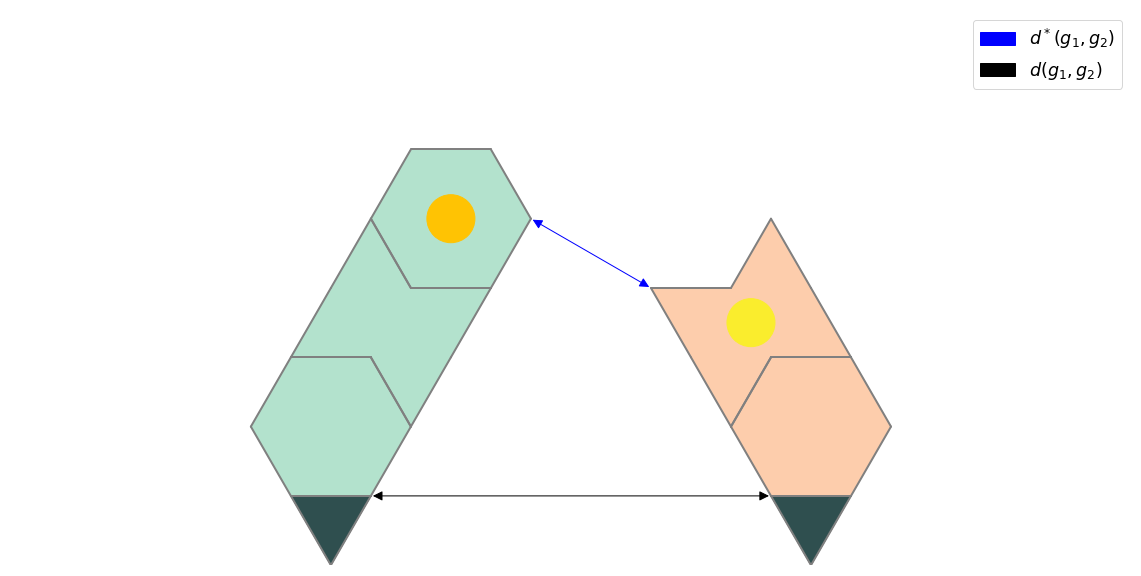 d*(g₁, g₂)
d(g₁, g₂)